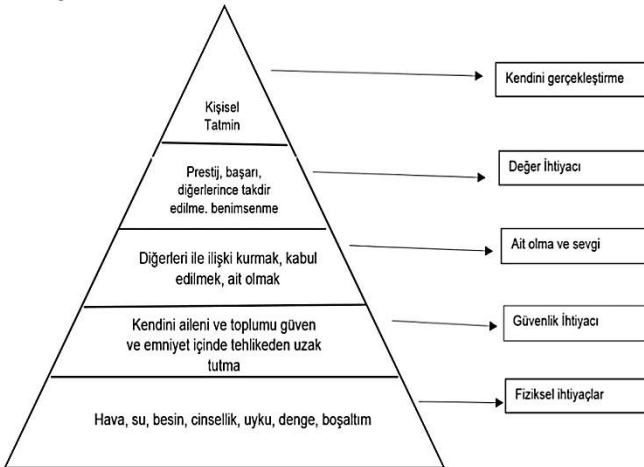 Kişisel
Tatmin
Kendini gerçekleştirme
Prestij, başarı,
diğerlerince takdir
edilme. benimsenme
Değer İhtiyacı
Diğerleri ile ilişki kurmak, kabul
edilmek, ait olmak
Ait olma ve sevgi
Kendini aileni ve toplumu güven
ve emniyet içinde tehlikeden uzak
tutma
Güvenlik İhtiyacı
Hava, su, besin, cinsellik, uyku, denge, boşaltım
Fiziksel ihtiyaçlar